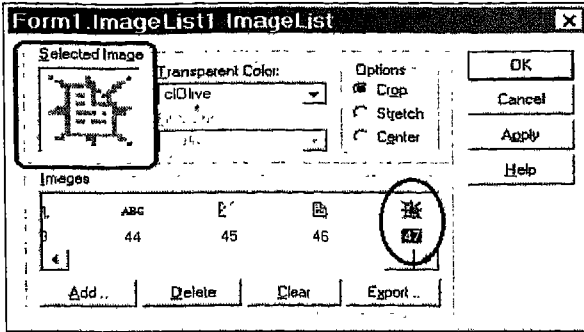 Form1.ImageList1 ImageList
Selected Image
Transparent Color:
clOlive
Options
Crop
Stretch
Center
OK
Cancel
Apply
Help
Images
ABC
44 45 46 47
Add .. Delete Clear Export ..